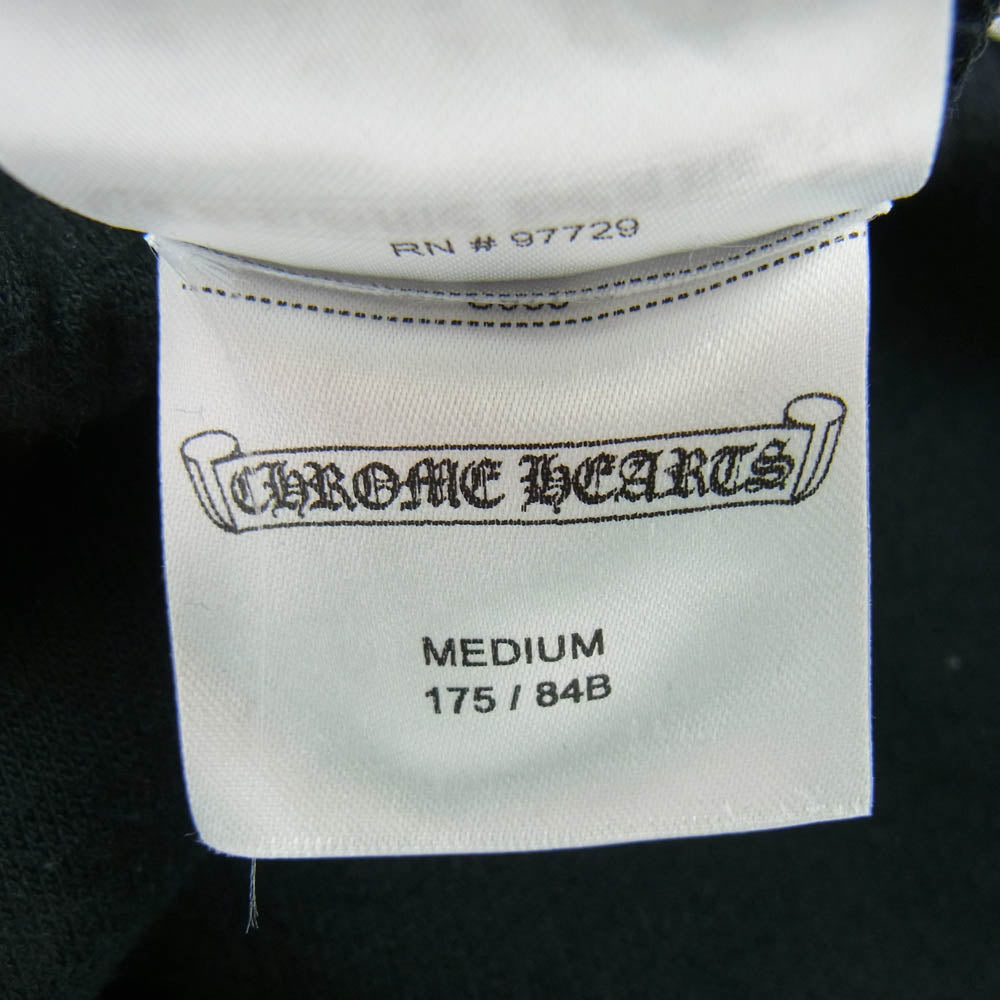 RN # 97729
CHROME HEARTS
MEDIUM
175 / 84B